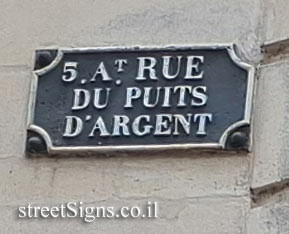 5. AT. RUE
DU PUITS
D'ARGENT
streetSigns.co.il